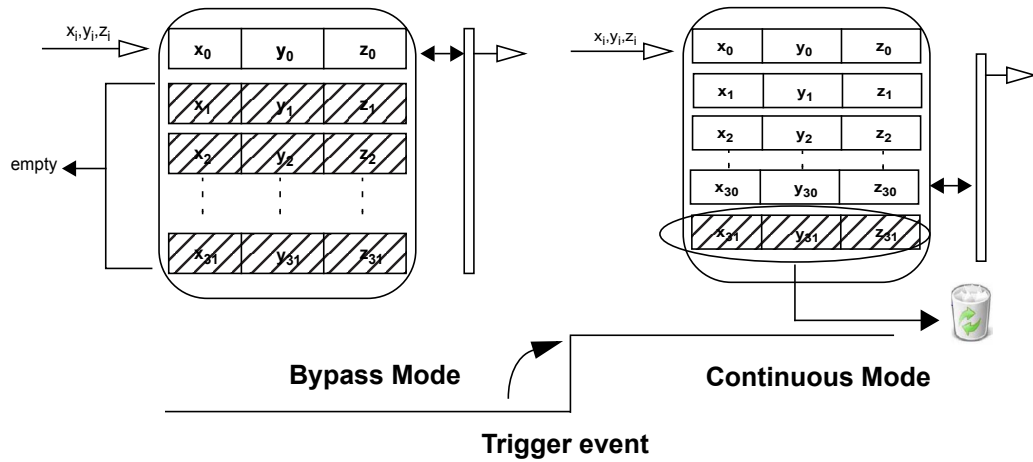 xᵢ,yᵢ,zᵢ
x₀ y₀ z₀
x₁ y₁ z₁
x₂ y₂ z₂
x₃₁ y₃₁ z₃₁
empty
xᵢ,yᵢ,zᵢ
x₀ y₀ z₀
x₁ y₁ z₁
x₂ y₂ z₂
x₃₀ y₃₀ z₃₀
x₃₁ y₃₁ z₃₁
Bypass Mode
Continuous Mode
Trigger event